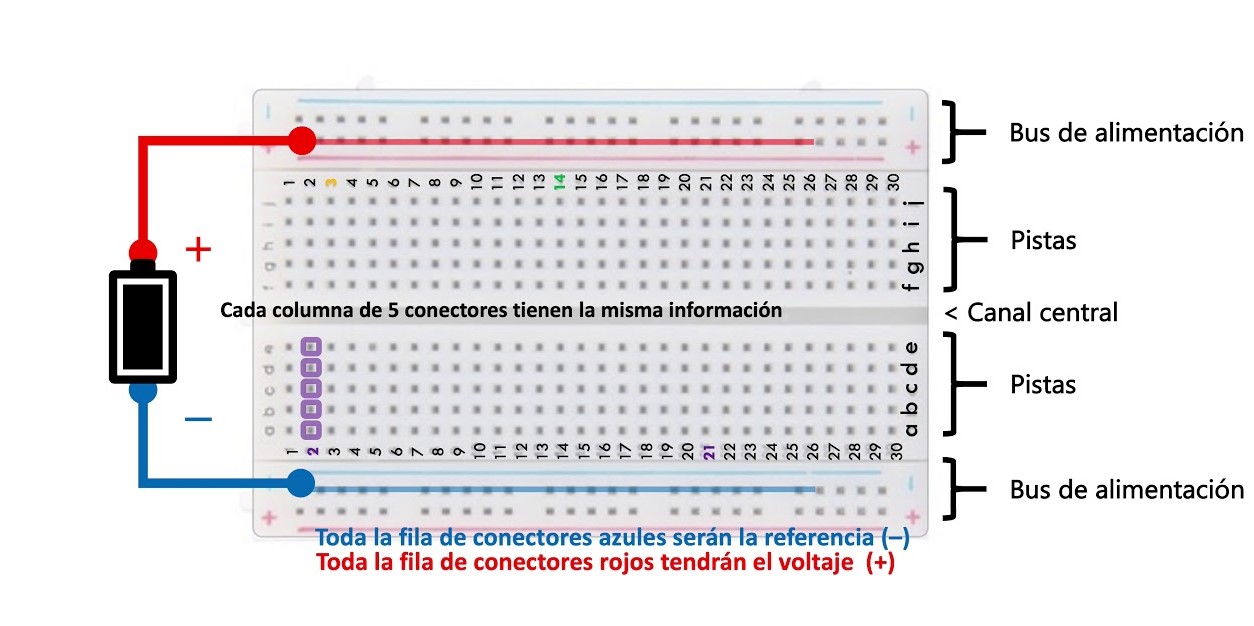 −
−
Bus de alimentación
+
+
1 2 3 4 5 6 7 8 9 10 11 12 13 14 15 16 17 18 19 20 21 22 23 24 25 26 27 28 29 30
j
j
i
i
+
h
h
Pistas
g
g
f
f
Cada columna de 5 conectores tienen la misma información
< Canal central
e
e
d
d
Pistas
c
c
b
b
−
a
a
1 2 3 4 5 6 7 8 9 10 11 12 13 14 15 16 17 18 19 20 21 22 23 24 25 26 27 28 29 30
−
Bus de alimentación
+
+
Toda la fila de conectores azules serán la referencia (–)
Toda la fila de conectores rojos tendrán el voltaje (+)